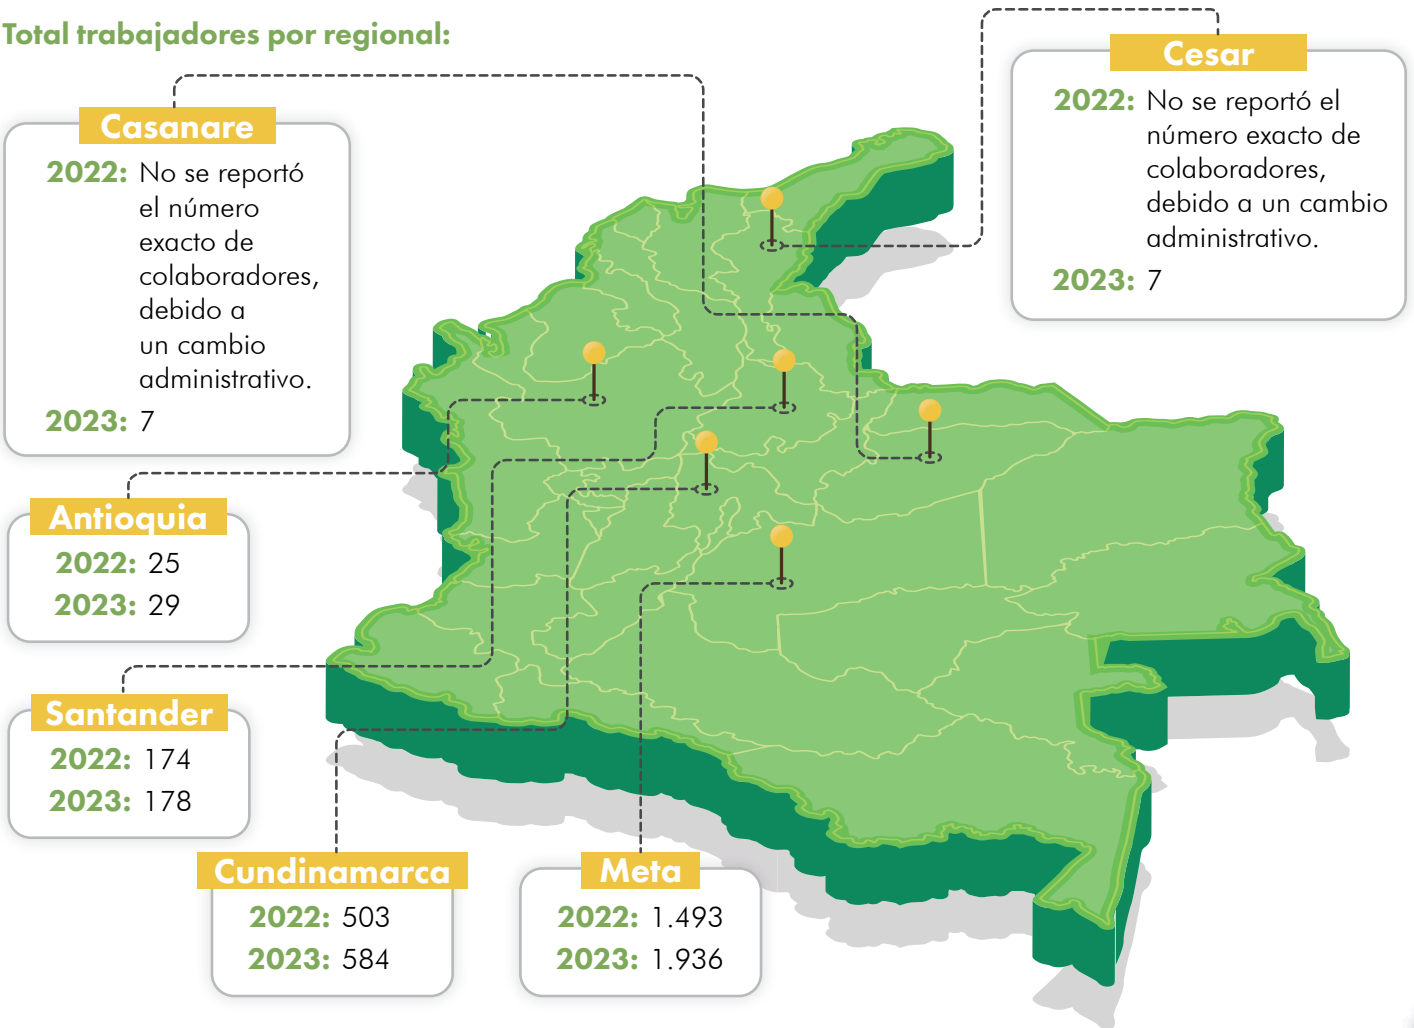 Total trabajadores por regional:
Casanare
2022: No se reportó
el número
exacto de
colaboradores,
debido a
un cambio
administrativo.
2023: 7
Cesar
2022: No se reportó el
número exacto de
colaboradores,
debido a un cambio
administrativo.
2023: 7
Antioquia
2022: 25
2023: 29
Santander
2022: 174
2023: 178
Cundinamarca
2022: 503
2023: 584
Meta
2022: 1.493
2023: 1.936